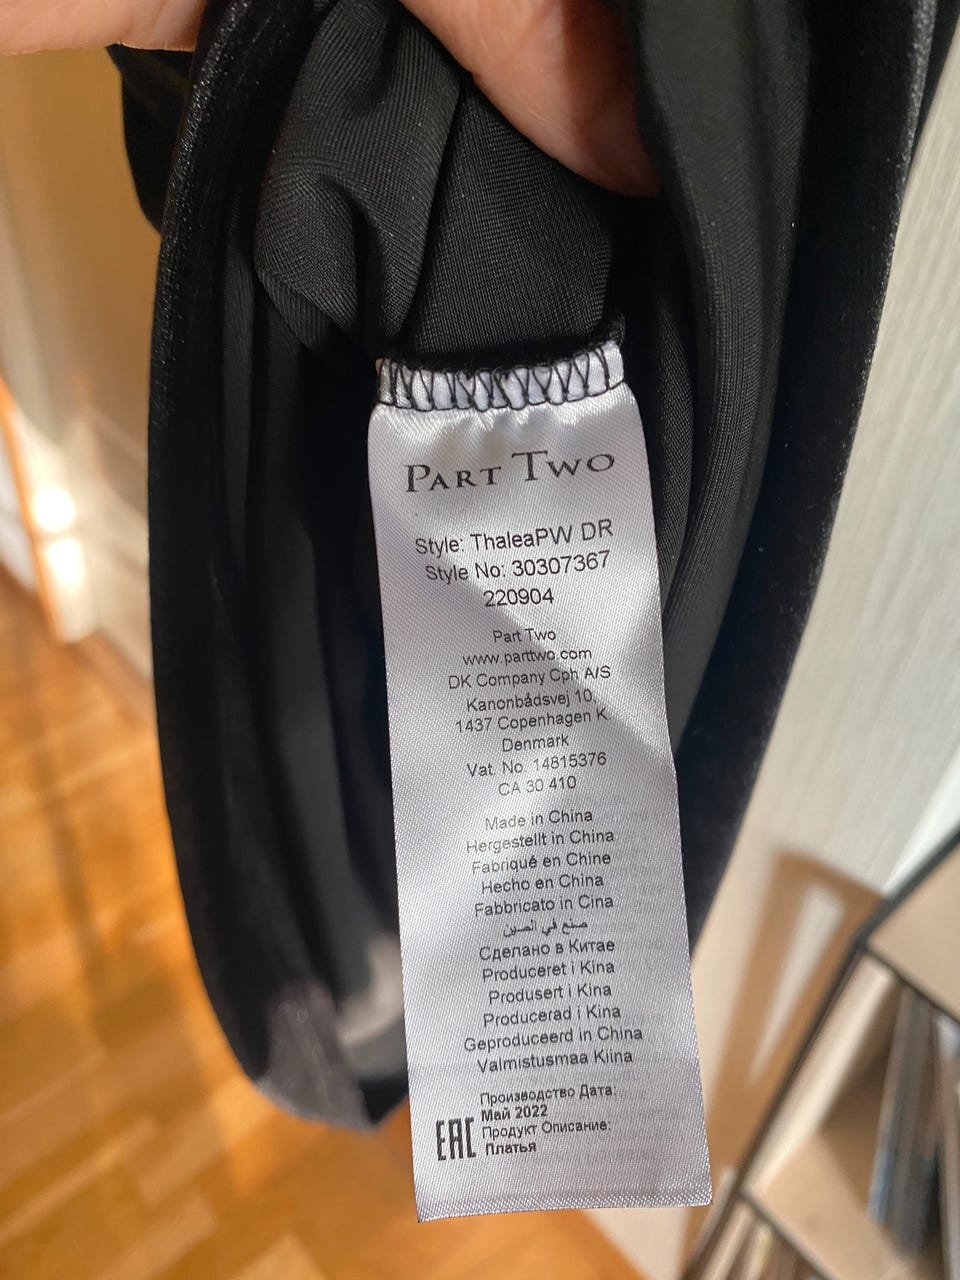 PART TWO
Style: ThaleaPW DR
Style No: 30307367
220904
Part Two
www.parttwo.com
DK Company Cph A/S
Kanonbådsvej 10,
1437 Copenhagen K.
Denmark
Vat. No. 14815376
CA 30 410
Made in China
Hergestellt in China
Fabriqué en Chine
Hecho en China
Fabbricato in Cina
صنع في الصين
Сделано в Китае
Produceret i Kina
Produsert i Kina
Producerad i Kina
Geproduceerd in China
Valmistusmaa Kiina
Производство Дата:
Май 2022
EAC Продукт Описание:
Платья